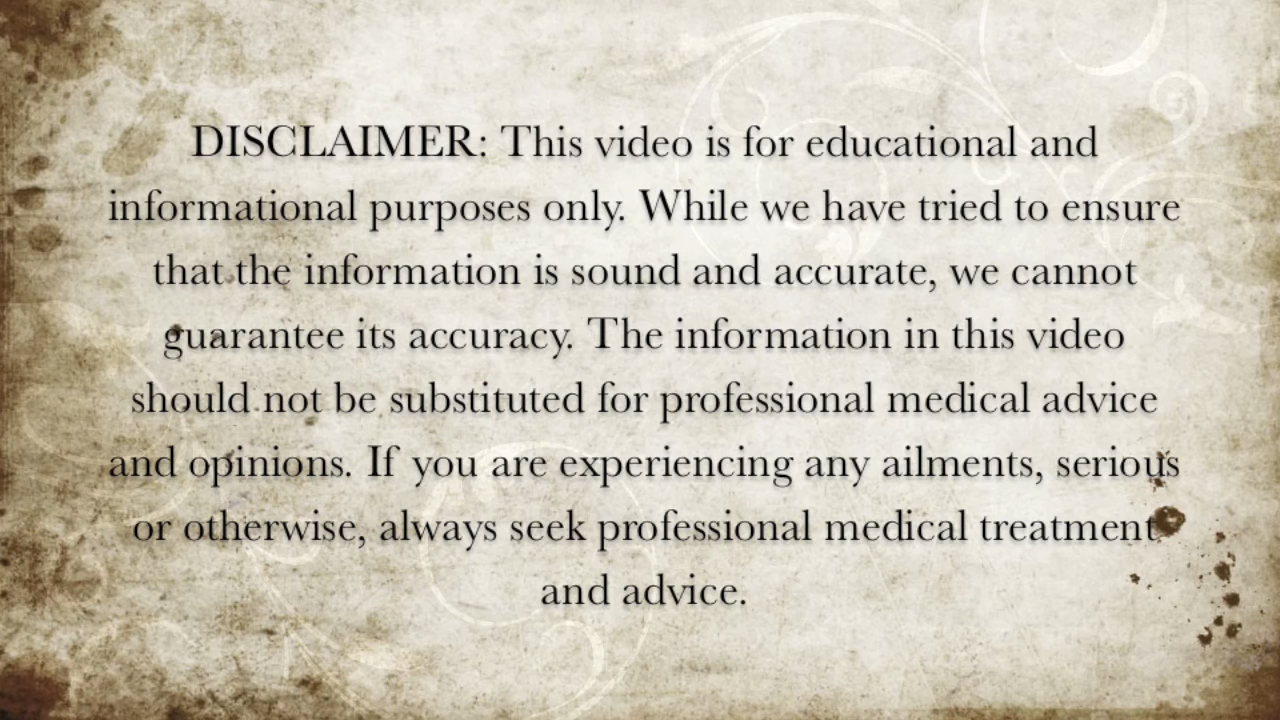 DISCLAIMER: This video is for educational and
informational purposes only. While we have tried to ensure
that the information is sound and accurate, we cannot
guarantee its accuracy. The information in this video
should not be substituted for professional medical advice
and opinions. If you are experiencing any ailments, serious
or otherwise, always seek professional medical treatment
and advice.